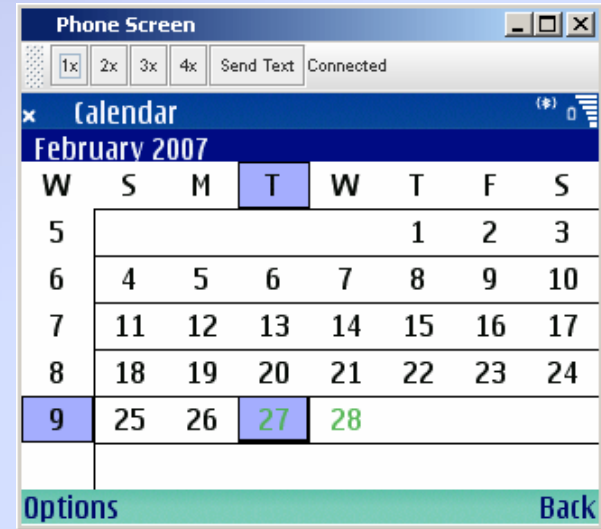 Phone Screen
1x 2x 3x 4x Send Text Connected
Calendar
February 2007
W S M T W T F S
5 1 2 3
6 4 5 6 7 8 9 10
7 11 12 13 14 15 16 17
8 18 19 20 21 22 23 24
9 25 26 27 28
Options Back